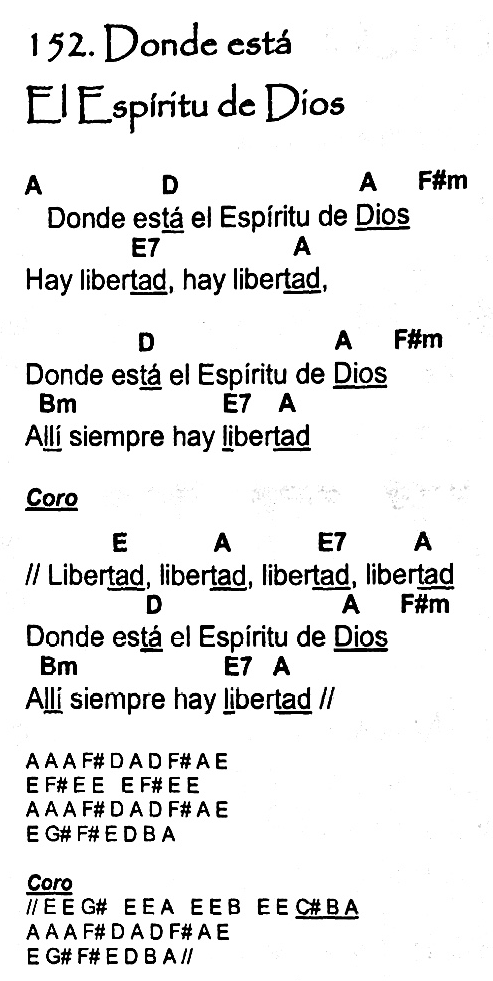 152. Donde está
El Espíritu de Dios
A D A F#m
Donde está el Espíritu de Dios
E7 A
Hay libertad, hay libertad,
D A F#m
Donde está el Espíritu de Dios
Bm E7 A
Allí siempre hay libertad
Coro
E A E7 A
// Libertad, libertad, libertad, libertad
D A F#m
Donde está el Espíritu de Dios
Bm E7 A
Allí siempre hay libertad //
A A A F# D A D F# A E
E F# E E E F# E E
A A A F# D A D F# A E
E G# F# E D B A
Coro
// E E G# E E A E E B E E C# B A
A A A F# D A D F# A E
E G# F# E D B A //